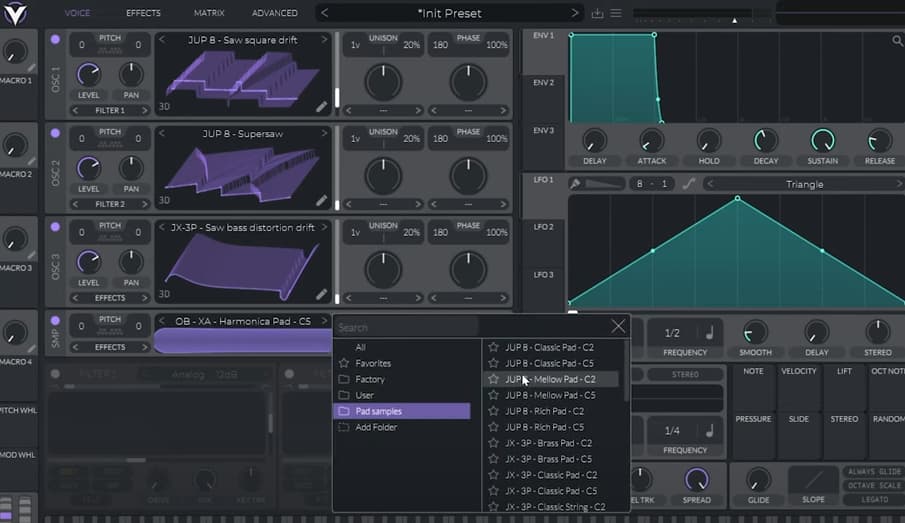 VOICE EFFECTS MATRIX ADVANCED *Init Preset
MACRO 1
MACRO 2
MACRO 3
MACRO 4
PITCH WHL
MOD WHL
OSC 1
PITCH
0 0
LEVEL PAN
FILTER 1
JUP 8 - Saw square drift
3D
1v UNISON 20%
180 PHASE 100%
---
---
OSC 2
PITCH
0 0
LEVEL PAN
FILTER 2
JUP 8 - Supersaw
3D
1v UNISON 20%
180 PHASE 100%
---
---
OSC 3
PITCH
0 0
LEVEL PAN
EFFECTS
JX-3P - Saw bass distortion drift
3D
1v UNISON 20%
180 PHASE 100%
---
---
SMP
PITCH
0 0
EFFECTS
OB - XA - Harmonica Pad - C5
FILTER 1 Analog 12dB
DRIVE MIX KEY TRK
Search
All
Favorites
Factory
User
Pad samples
Add Folder
JUP 8 - Classic Pad - C2
JUP 8 - Classic Pad - C5
JUP 8 - Mellow Pad - C2
JUP 8 - Mellow Pad - C5
JUP 8 - Rich Pad - C2
JUP 8 - Rich Pad - C5
JX - 3P - Brass Pad - C2
JX - 3P - Brass Pad - C5
JX - 3P - Classic Pad - C2
JX - 3P - Classic Pad - C5
JX - 3P - Classic String - C2
ENV 1
ENV 2
ENV 3
DELAY ATTACK HOLD DECAY SUSTAIN RELEASE
LFO 1
LFO 2
LFO 3
8 - 1
Triangle
1/2
FREQUENCY
SMOOTH DELAY STEREO
STEREO
1/4
FREQUENCY
NOTE VELOCITY LIFT OCT NOTE
PRESSURE SLIDE STEREO RANDOM
SPREAD
GLIDE SLOPE
ALWAYS GLIDE
OCTAVE SCALE
LEGATO